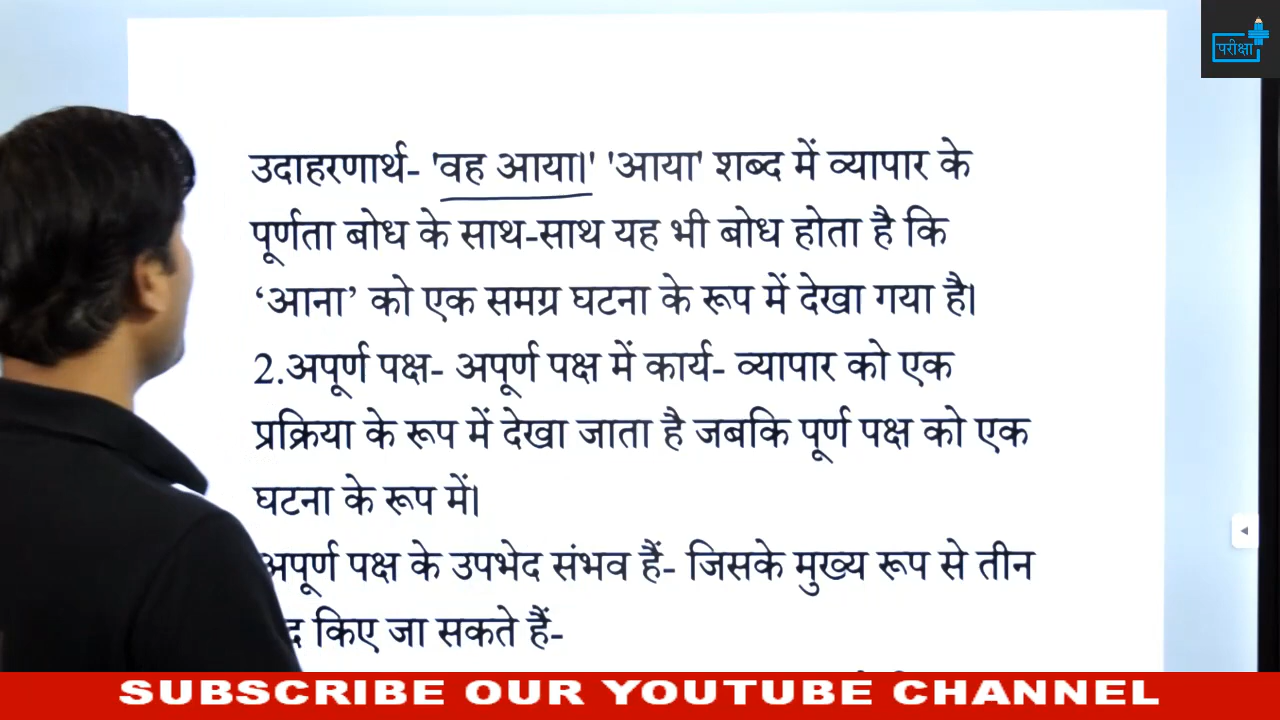 परीक्षा
उदाहरणार्थ- 'वह आया।' 'आया' शब्द में व्यापार के
पूर्णता बोध के साथ-साथ यह भी बोध होता है कि
‘आना’ को एक समग्र घटना के रूप में देखा गया है।
2.अपूर्ण पक्ष- अपूर्ण पक्ष में कार्य- व्यापार को एक
प्रक्रिया के रूप में देखा जाता है जबकि पूर्ण पक्ष को एक
घटना के रूप में।
अपूर्ण पक्ष के उपभेद संभव हैं- जिसके मुख्य रूप से तीन
किए जा सकते हैं-
SUBSCRIBE OUR YOUTUBE CHANNEL